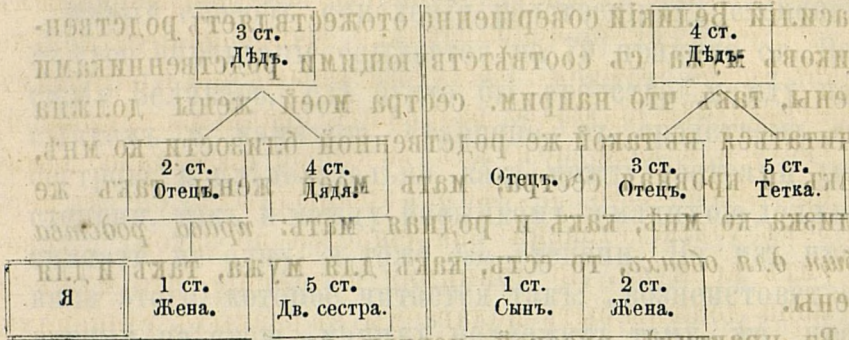 3 ст.
Дѣдъ.
4 ст.
Дѣдъ.
2 ст.
Отецъ.
4 ст.
Дядя.
Отецъ.
3 ст.
Отецъ.
5 ст.
Тетка.
Я
1 ст.
Жена.
5 ст.
Дв. сестра.
1 ст.
Сынъ.
2 ст.
Жена.